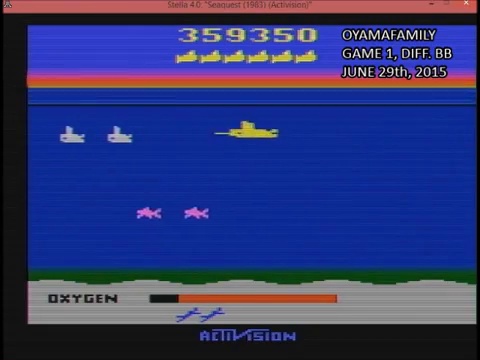 Stella 4.0: "Seaquest (1983) (Activision)"
359350
OYAMAFAMILY
GAME 1, DIFF. BB
JUNE 29th, 2015
OXYGEN
ACTIVISION